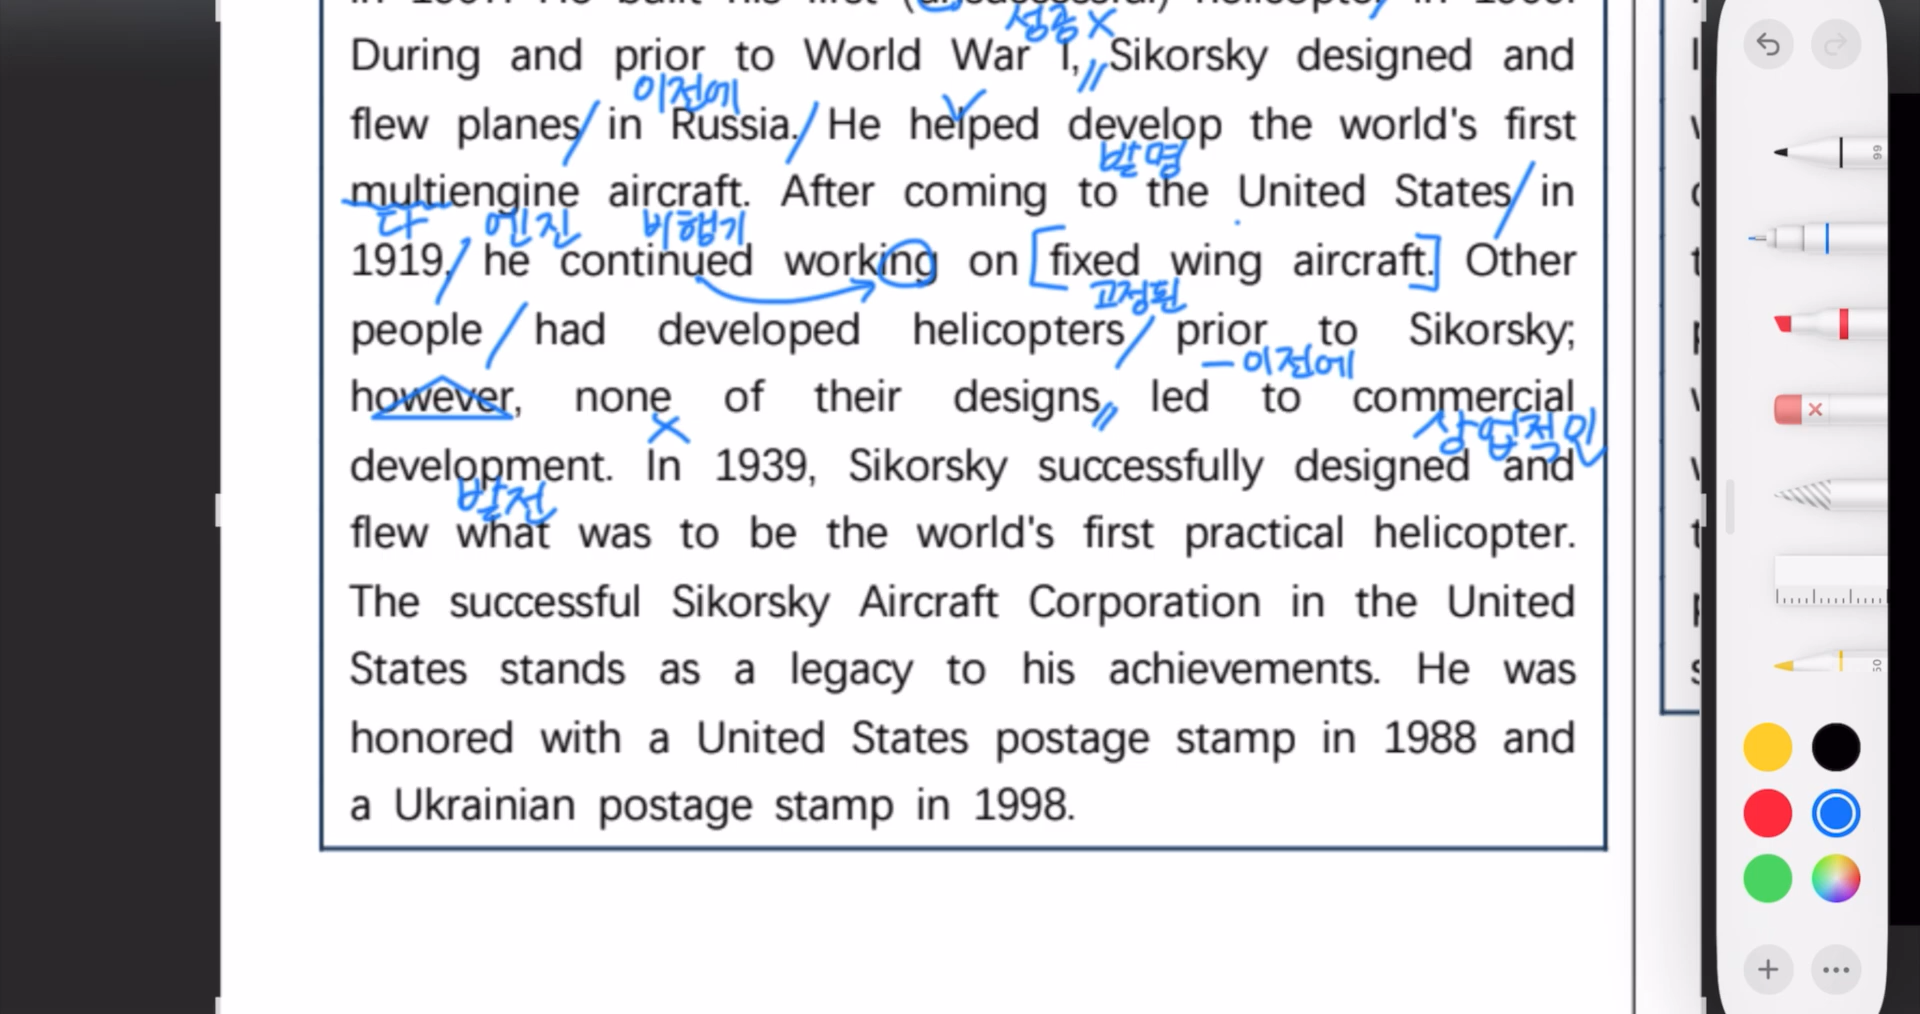 성공 X
During and prior to World War I, Sikorsky designed and
이전에
flew planes in Russia. He helped develop the world's first
발명
multiengine aircraft. After coming to the United States in
다 엔진 비행기
1919, he continued working on fixed wing aircraft. Other
고정된
people had developed helicopters prior to Sikorsky;
이전에
however, none of their designs led to commercial
X 상업적인
development. In 1939, Sikorsky successfully designed and
발전
flew what was to be the world's first practical helicopter.
The successful Sikorsky Aircraft Corporation in the United
States stands as a legacy to his achievements. He was
honored with a United States postage stamp in 1988 and
a Ukrainian postage stamp in 1998.
99
50